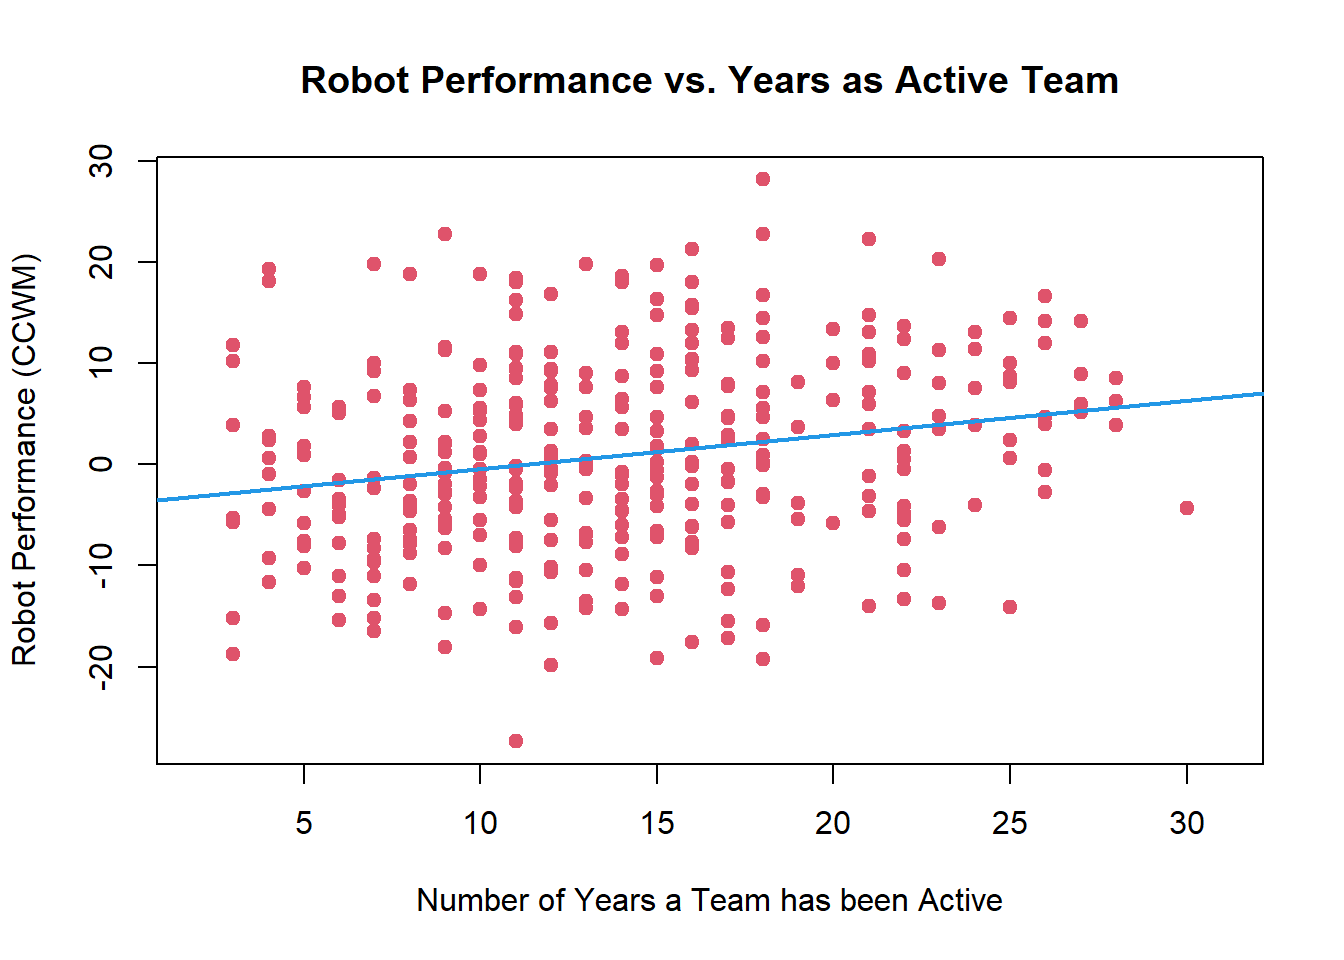 Robot Performance vs. Years as Active Team
Robot Performance (CCWM)
30
20
10
0
-10
-20
5 10 15 20 25 30
Number of Years a Team has been Active